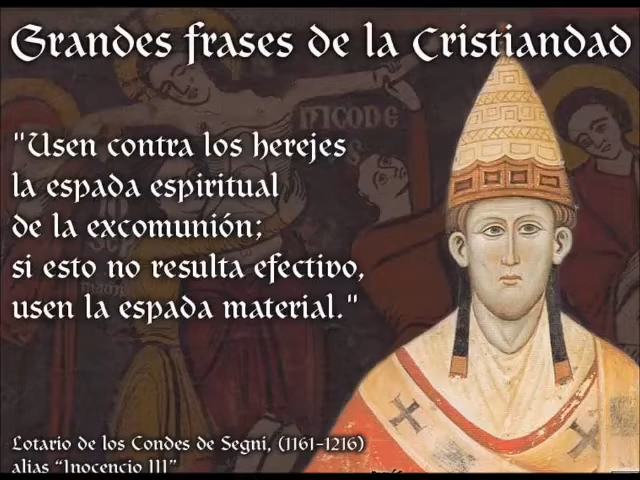 Grandes frases de la Cristiandad
NICODE
"Usen contra los herejes
la espada espiritual
de la excomunión;
si esto no resulta efectivo,
usen la espada material."
Lotario de los Condes de Segni, (1161-1216)
alias "Inocencio III"